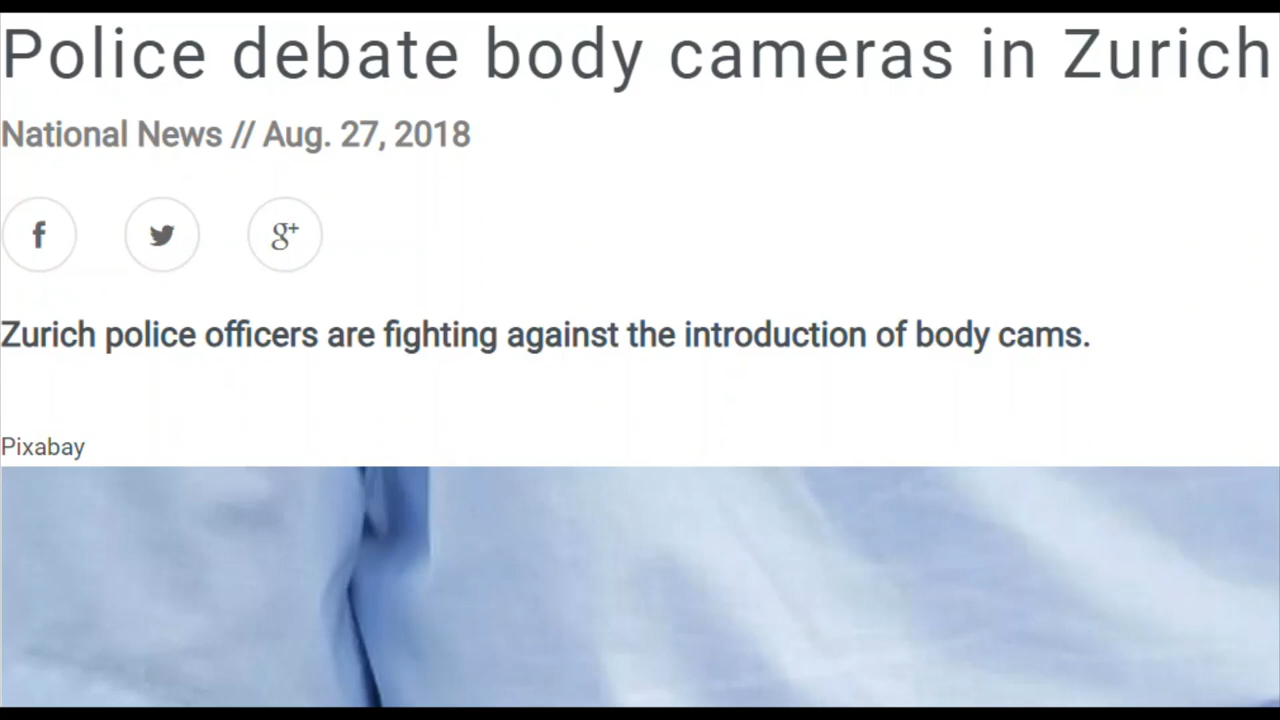 Police debate body cameras in Zurich
National News // Aug. 27, 2018
f g+
Zurich police officers are fighting against the introduction of body cams.
Pixabay